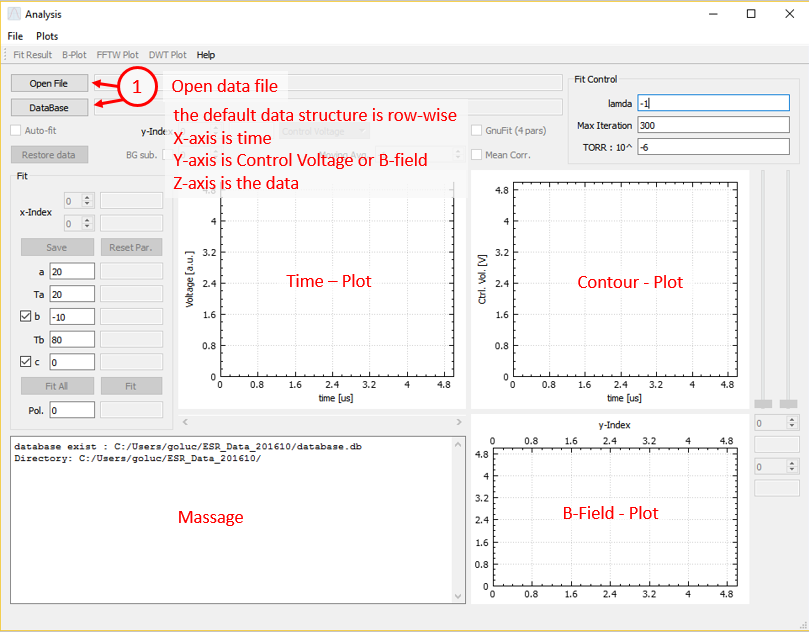 Analysis
File Plots
Fit Result B-Plot FFTW Plot DWT Plot Help
Open File
DataBase
1
Open data file
the default data structure is row-wise
X-axis is time
Y-axis is Control Voltage or B-field
Z-axis is the data
Auto-fit
y-Index
Control Voltage
GnuFit (4 pars)
Restore data
BG sub.
Moving Avg.
Mean Corr.
Fit Control
lamda -1
Max Iteration 300
TORR : 10^ -6
Fit
x-Index
0
0
Save Reset Par.
a 20
Ta 20
b -10
Tb 80
c 0
Fit All Fit
Pol. 0
Voltage [a.u.]
4.8
4
3.2
2.4
1.6
0.8
0
Time – Plot
0 0.8 1.6 2.4 3.2 4 4.8
time [us]
Ctrl. Vol. [V]
4.8
4
3.2
2.4
1.6
0.8
0
Contour - Plot
0 0.8 1.6 2.4 3.2 4 4.8
time [us]
database exist : C:/Users/goluc/ESR_Data_201610/database.db
Directory: C:/Users/goluc/ESR_Data_201610/
Massage
y-Index
0 0.8 1.6 2.4 3.2 4 4.8
4.8
4
3.2
2.4
1.6
0.8
0
B-Field - Plot
0 0.8 1.6 2.4 3.2 4 4.8
0
0